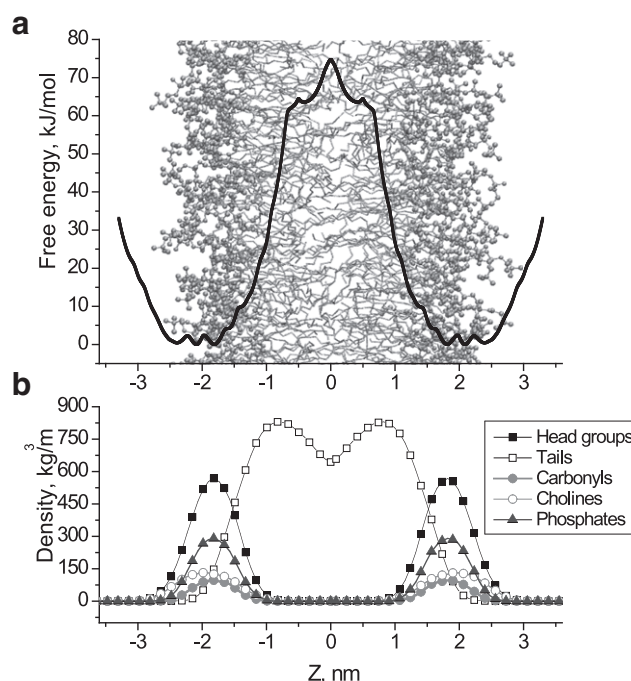 a
80
70
60
50
40
30
20
10
0
Free energy, kJ/mol
-3 -2 -1 0 1 2 3
b
900
750
600
450
300
150
0
Density, kg/m³
Head groups
Tails
Carbonyls
Cholines
Phosphates
-3 -2 -1 0 1 2 3
Z, nm